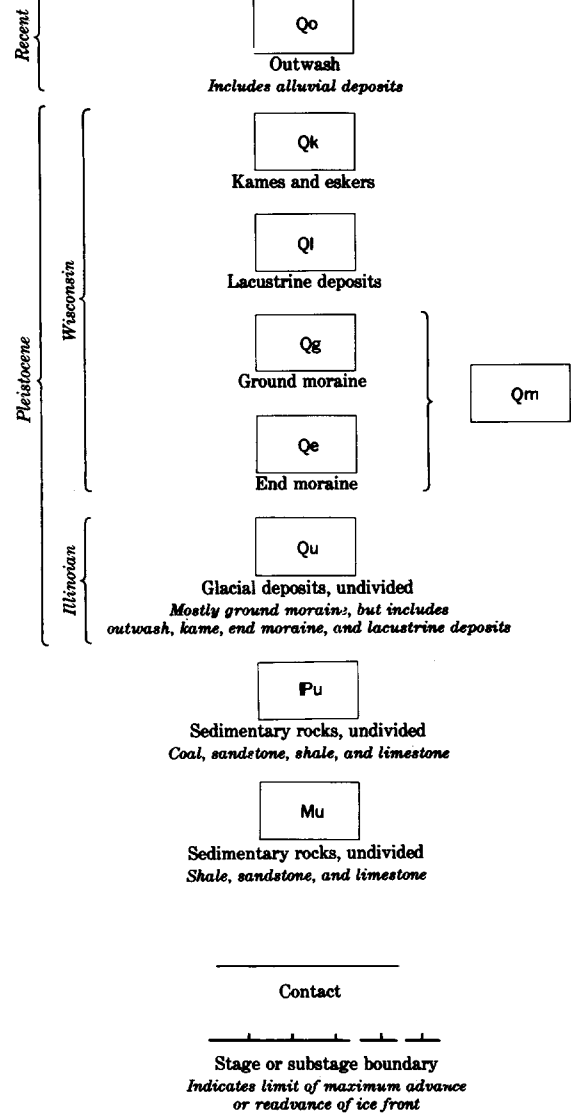 Recent
Qo
Outwash
Includes alluvial deposits
Pleistocene
Wisconsin
Qk
Kames and eskers
Ql
Lacustrine deposits
Qg
Ground moraine
Qm
Qe
End moraine
Illinoian
Qu
Glacial deposits, undivided
Mostly ground moraine, but includes
outwash, kame, end moraine, and lacustrine deposits
ℙu
Sedimentary rocks, undivided
Coal, sandstone, shale, and limestone
Mu
Sedimentary rocks, undivided
Shale, sandstone, and limestone
Contact
Stage or substage boundary
Indicates limit of maximum advance
or readvance of ice front